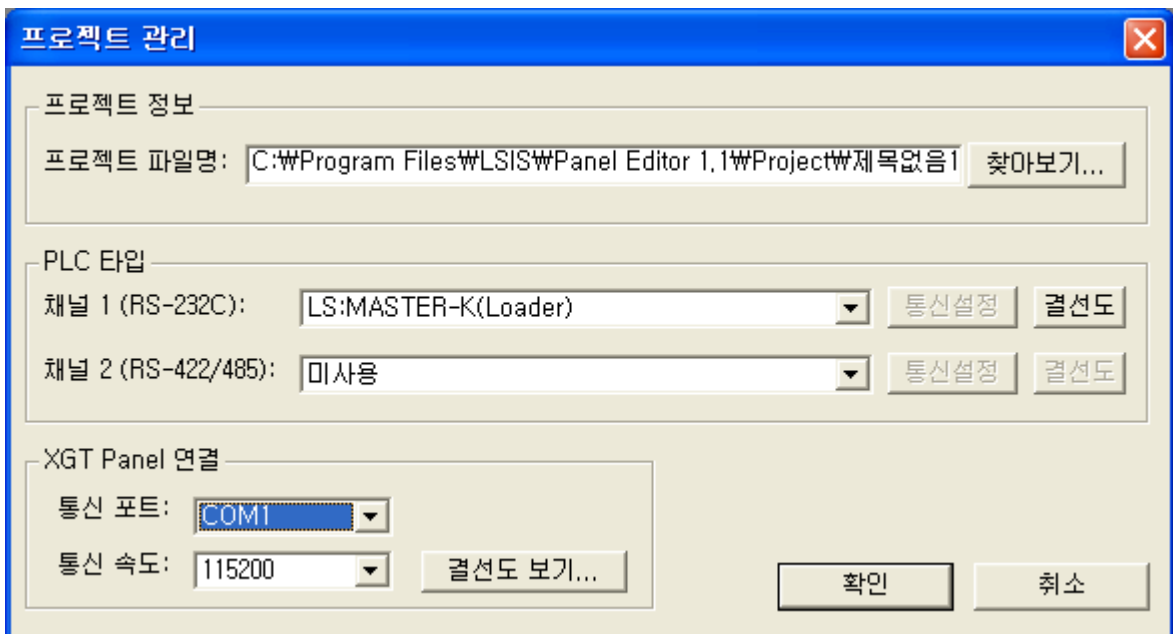 프로젝트 관리
프로젝트 정보
프로젝트 파일명: C:₩Program Files₩LSIS₩Panel Editor 1,1₩Project₩제목없음1 찾아보기...
PLC 타입
채널 1 (RS-232C): LS:MASTER-K(Loader) 통신설정 결선도
채널 2 (RS-422/485): 미사용 통신설정 결선도
XGT Panel 연결
통신 포트: COM1
통신 속도: 115200 결선도 보기... 확인 취소